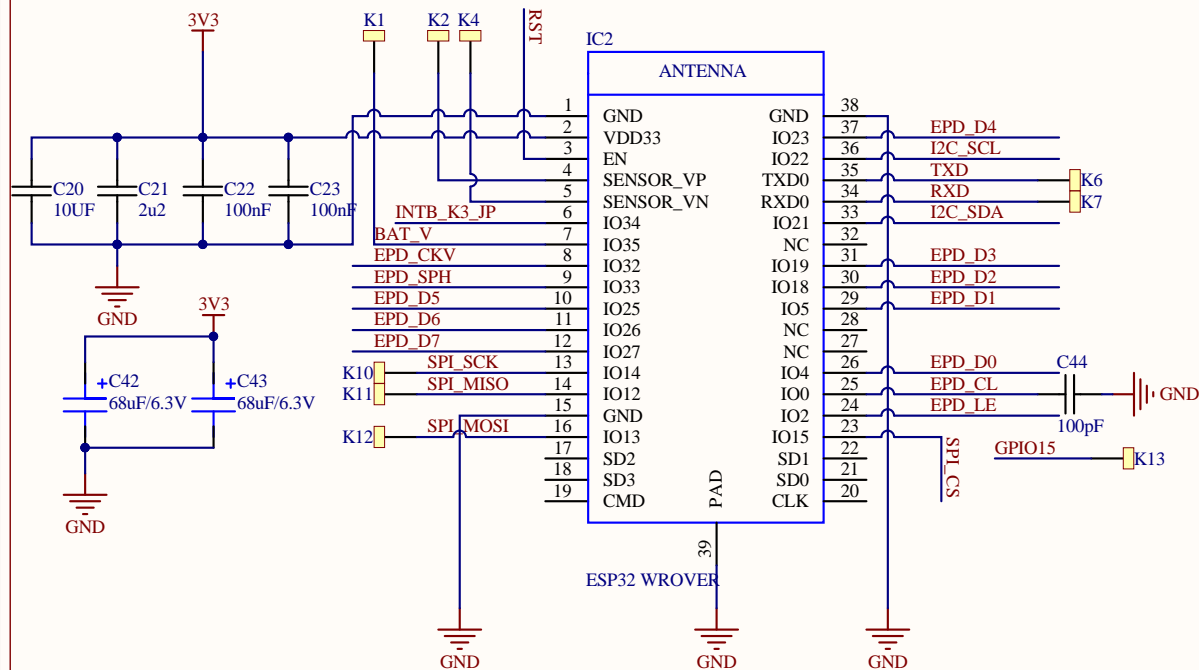 3V3
K1
K2
K4
RST
IC2
ANTENNA
1
GND
GND
38
2
VDD33
IO23
37
EPD_D4
3
EN
IO22
36
I2C_SCL
4
SENSOR_VP
TXD0
35
TXD
K6
5
SENSOR_VN
RXD0
34
RXD
K7
INTB_K3_JP
6
IO34
IO21
33
I2C_SDA
BAT_V
7
IO35
NC
32
EPD_CKV
8
IO32
IO19
31
EPD_D3
EPD_SPH
9
IO33
IO18
30
EPD_D2
EPD_D5
10
IO25
IO5
29
EPD_D1
EPD_D6
11
IO26
NC
28
EPD_D7
12
IO27
NC
27
K10
SPI_SCK
13
IO14
IO4
26
EPD_D0
K11
SPI_MISO
14
IO12
IO0
25
EPD_CL
15
GND
IO2
24
EPD_LE
K12
SPI_MOSI
16
IO13
IO15
23
17
SD2
SD1
22
18
SD3
SD0
21
19
CMD
CLK
20
PAD
39
ESP32 WROVER
C20
10UF
C21
2u2
C22
100nF
C23
100nF
GND
3V3
+
C42
68uF/6.3V
+
C43
68uF/6.3V
GND
C44
100pF
GND
SPI_CS
GPIO15
K13
GND
GND
GND